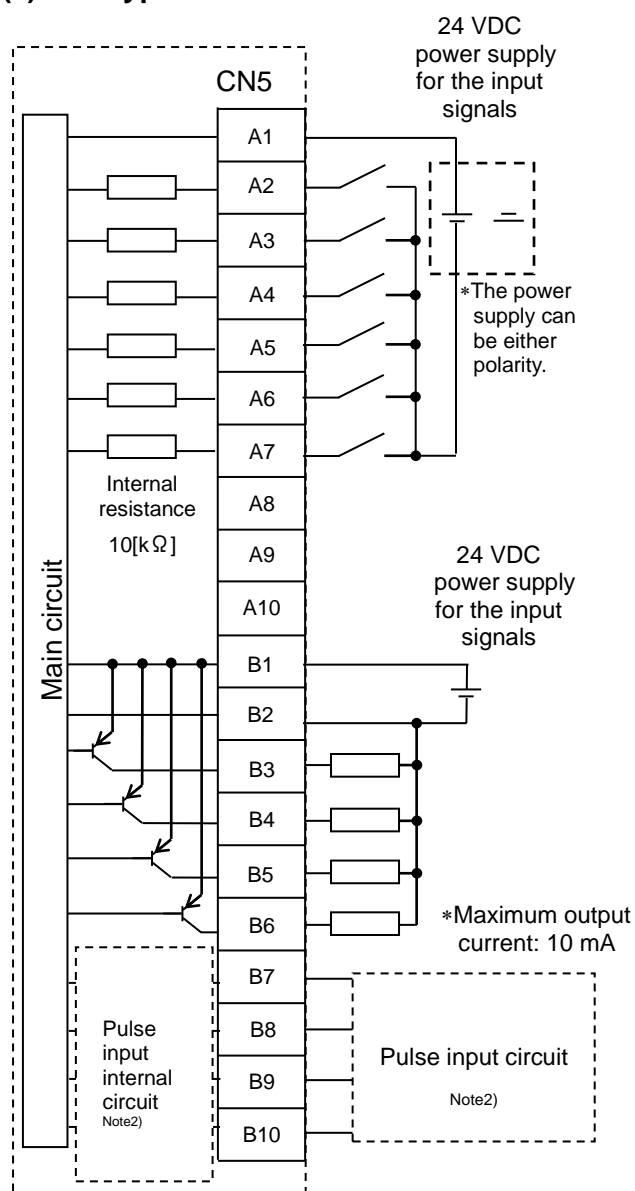 24 VDC
power supply
for the input
signals
CN5
A1
A2
A3
A4
A5
A6
A7
A8
A9
A10
B1
B2
B3
B4
B5
B6
B7
B8
B9
B10
*The power
supply can
be either
polarity.
Internal
resistance
10[kΩ]
Main circuit
24 VDC
power supply
for the input
signals
*Maximum output
current: 10 mA
Pulse
input
internal
circuit
Note2)
Pulse input circuit
Note2)